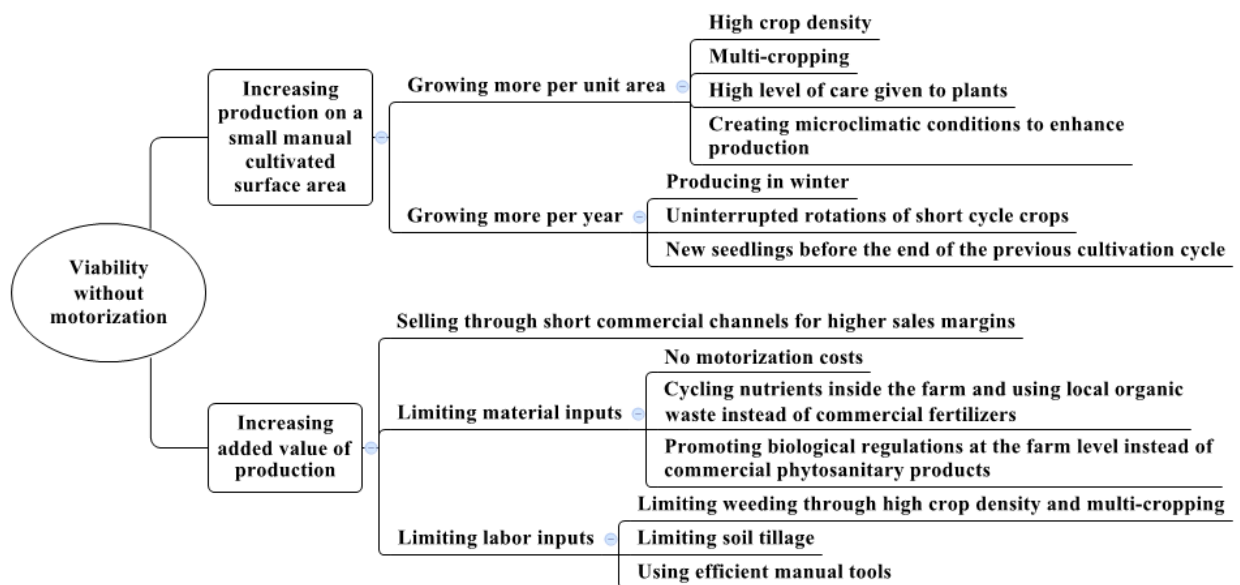 Viability
without
motorization
Increasing
production on a
small manual
cultivated
surface area
Growing more per unit area
High crop density
Multi-cropping
High level of care given to plants
Creating microclimatic conditions to enhance
production
Growing more per year
Producing in winter
Uninterrupted rotations of short cycle crops
New seedlings before the end of the previous cultivation cycle
Increasing
added value of
production
Selling through short commercial channels for higher sales margins
Limiting material inputs
No motorization costs
Cycling nutrients inside the farm and using local organic
waste instead of commercial fertilizers
Promoting biological regulations at the farm level instead of
commercial phytosanitary products
Limiting labor inputs
Limiting weeding through high crop density and multi-cropping
Limiting soil tillage
Using efficient manual tools